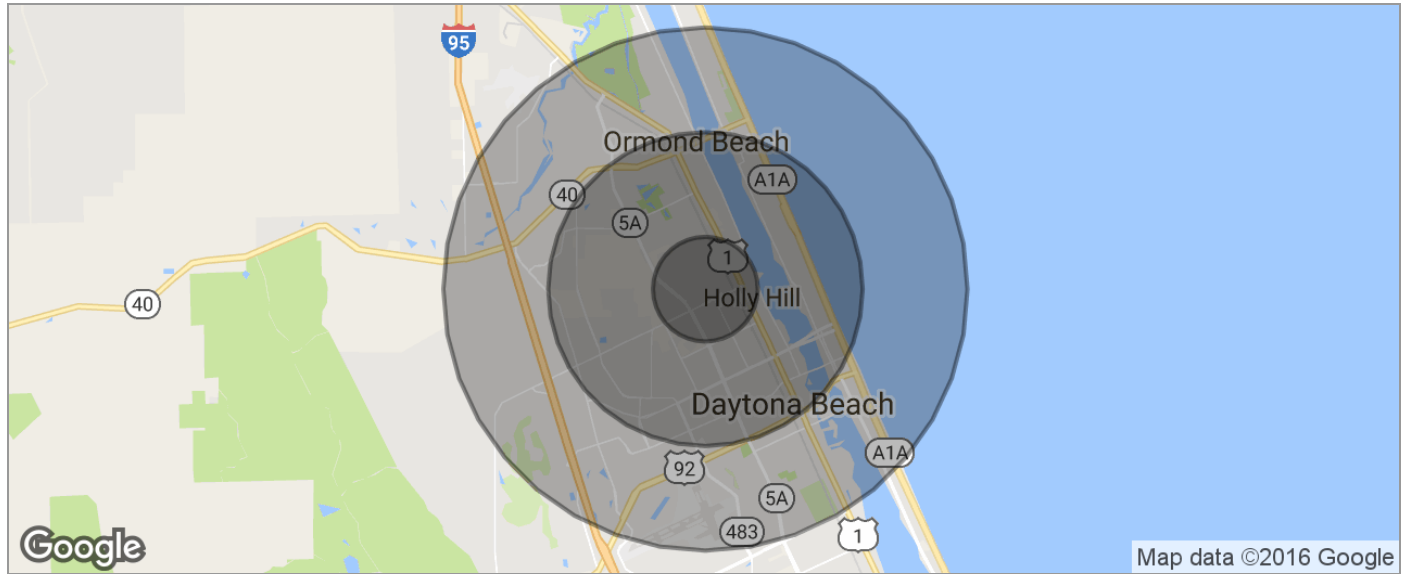 95
Ormond Beach
A1A
40
5A
1
Holly Hill
40
Daytona Beach
A1A
92
5A
483
1
Google
Map data ©2016 Google